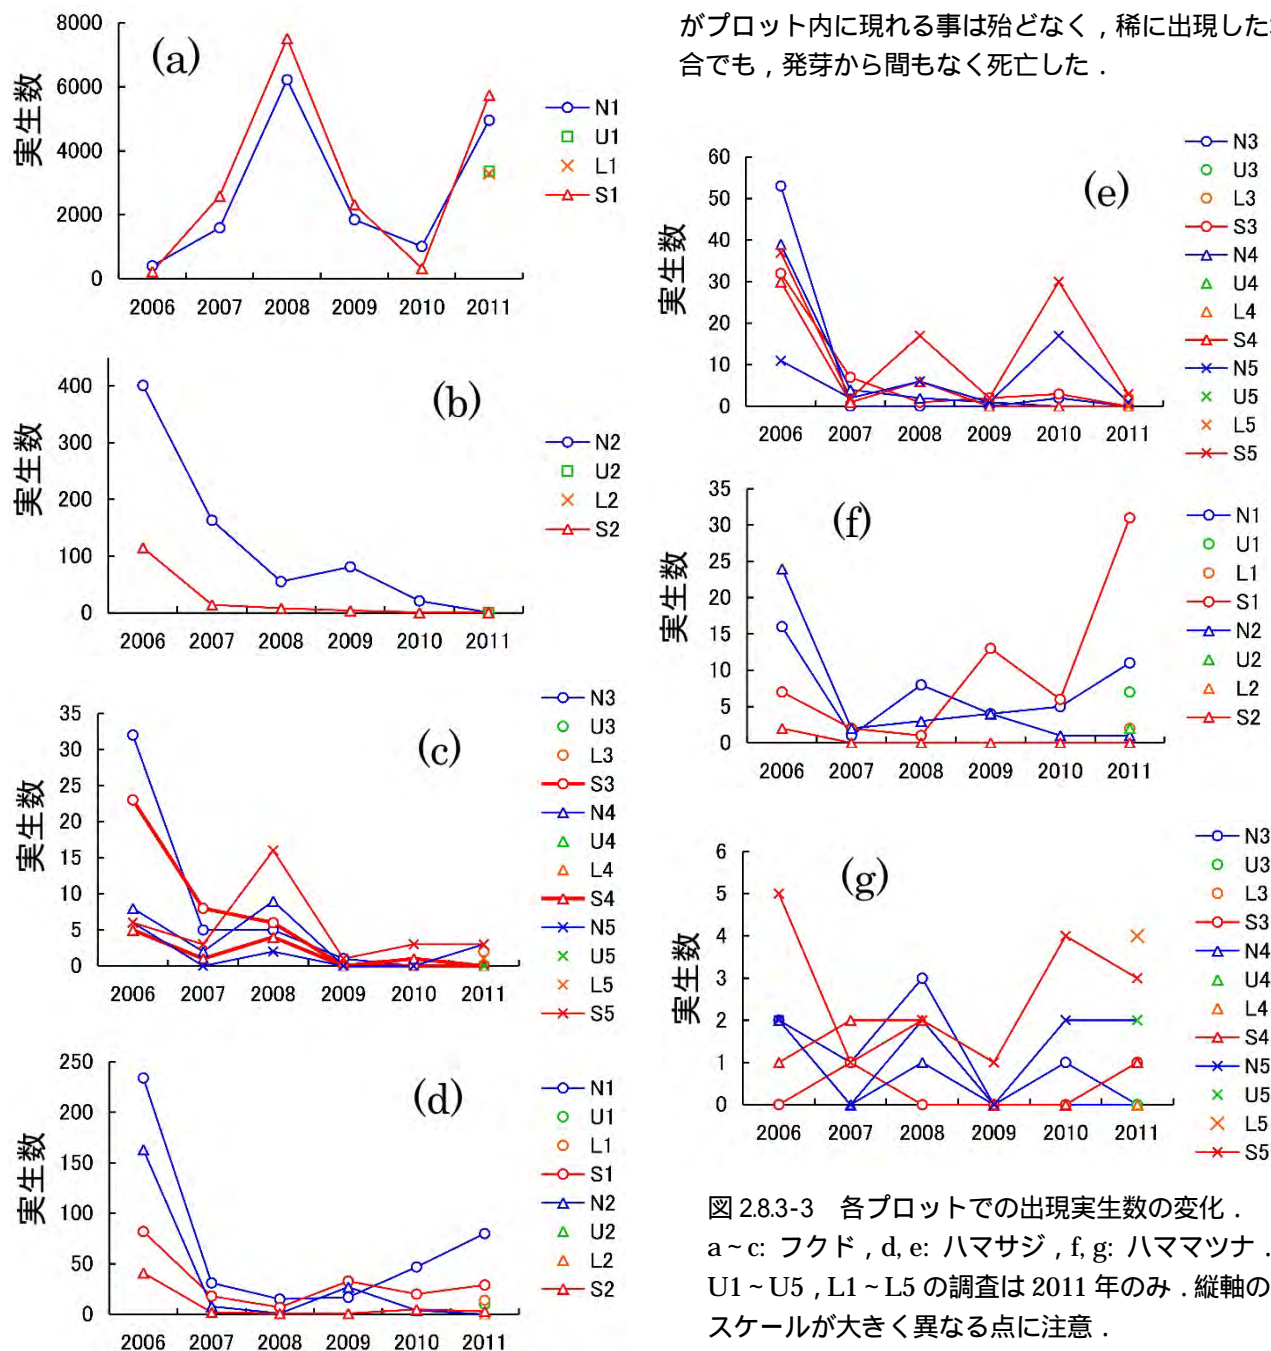 がプロット内に現れる事は殆どなく，稀に出現した
合でも，発芽から間もなく死亡した．
(a)
実生数
8000
6000
4000
2000
0
2006 2007 2008 2009 2010 2011
N1
U1
L1
S1
(b)
実生数
400
300
200
100
0
2006 2007 2008 2009 2010 2011
N2
U2
L2
S2
(c)
実生数
35
30
25
20
15
10
5
0
2006 2007 2008 2009 2010 2011
N3
U3
L3
S3
N4
U4
L4
S4
N5
U5
L5
S5
(d)
実生数
250
200
150
100
50
0
2006 2007 2008 2009 2010 2011
N1
U1
L1
S1
N2
U2
L2
S2
(e)
実生数
60
50
40
30
20
10
0
2006 2007 2008 2009 2010 2011
N3
U3
L3
S3
N4
U4
L4
S4
N5
U5
L5
S5
(f)
実生数
35
30
25
20
15
10
5
0
2006 2007 2008 2009 2010 2011
N1
U1
L1
S1
N2
U2
L2
S2
(g)
実生数
6
5
4
3
2
1
0
2006 2007 2008 2009 2010 2011
N3
U3
L3
S3
N4
U4
L4
S4
N5
U5
L5
S5
図 2.8.3-3　各プロットでの出現実生数の変化．
a～c: フクド，d, e: ハマサジ，f, g: ハママツナ．
U1～U5，L1～L5 の調査は 2011 年のみ．縦軸の
スケールが大きく異なる点に注意．